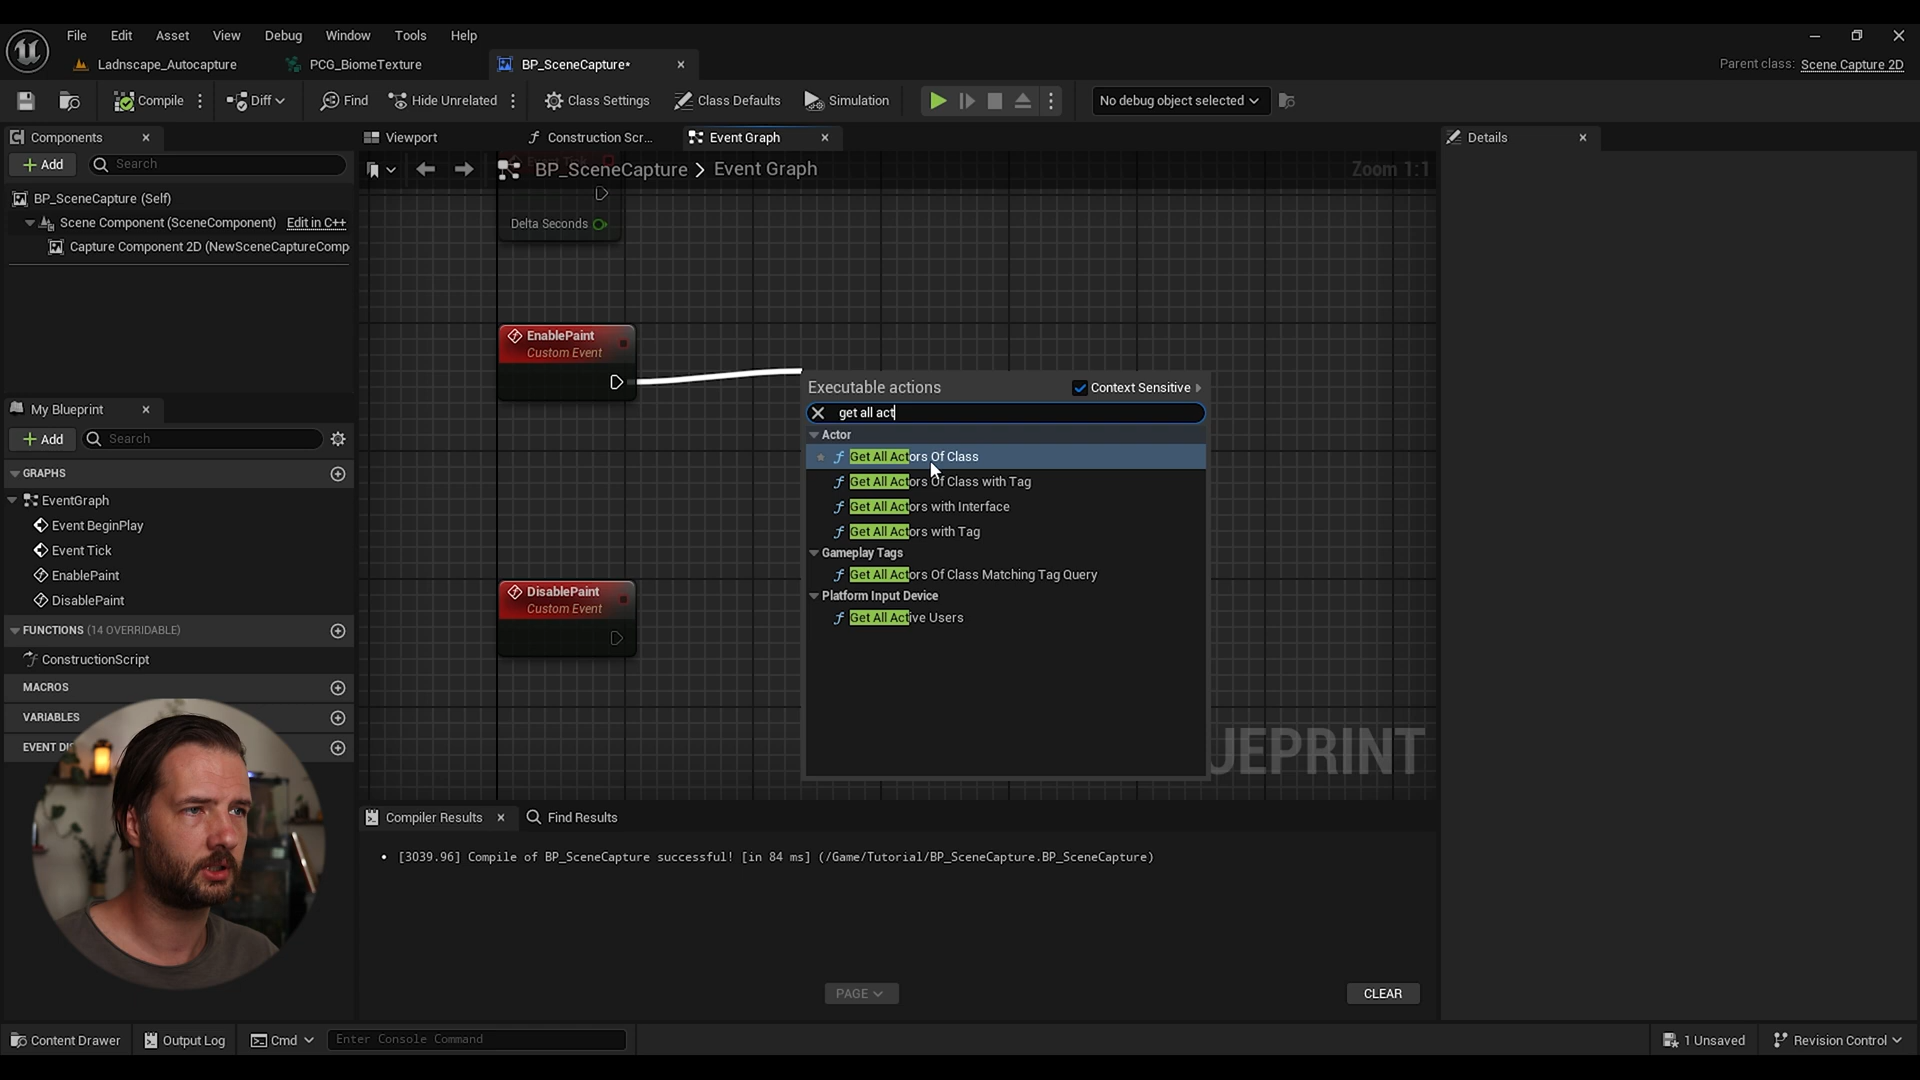 File Edit Asset View Debug Window Tools Help
Ladnscape_Autocapture PCG_BiomeTexture BP_SceneCapture* Parent class: Scene Capture 2D
Compile Diff Find Hide Unrelated Class Settings Class Defaults Simulation No debug object selected
Components Viewport Construction Scr... Event Graph Details
Add Search
BP_SceneCapture > Event Graph Zoom 1:1
BP_SceneCapture (Self)
Scene Component (SceneComponent) Edit in C++
Capture Component 2D (NewSceneCaptureComp
Delta Seconds
EnablePaint
Custom Event
Executable actions Context Sensitive
get all act
Actor
Get All Actors Of Class
Get All Actors Of Class with Tag
Get All Actors with Interface
Get All Actors with Tag
Gameplay Tags
Get All Actors Of Class Matching Tag Query
Platform Input Device
Get All Active Users
DisablePaint
Custom Event
UEPRINT
My Blueprint
Add Search
GRAPHS
EventGraph
Event BeginPlay
Event Tick
EnablePaint
DisablePaint
FUNCTIONS (14 OVERRIDABLE)
ConstructionScript
MACROS
VARIABLES
EVENT DI
Compiler Results Find Results
[3039.96] Compile of BP_SceneCapture successful! [in 84 ms] (/Game/Tutorial/BP_SceneCapture.BP_SceneCapture)
PAGE CLEAR
Content Drawer Output Log Cmd Enter Console Command 1 Unsaved Revision Control